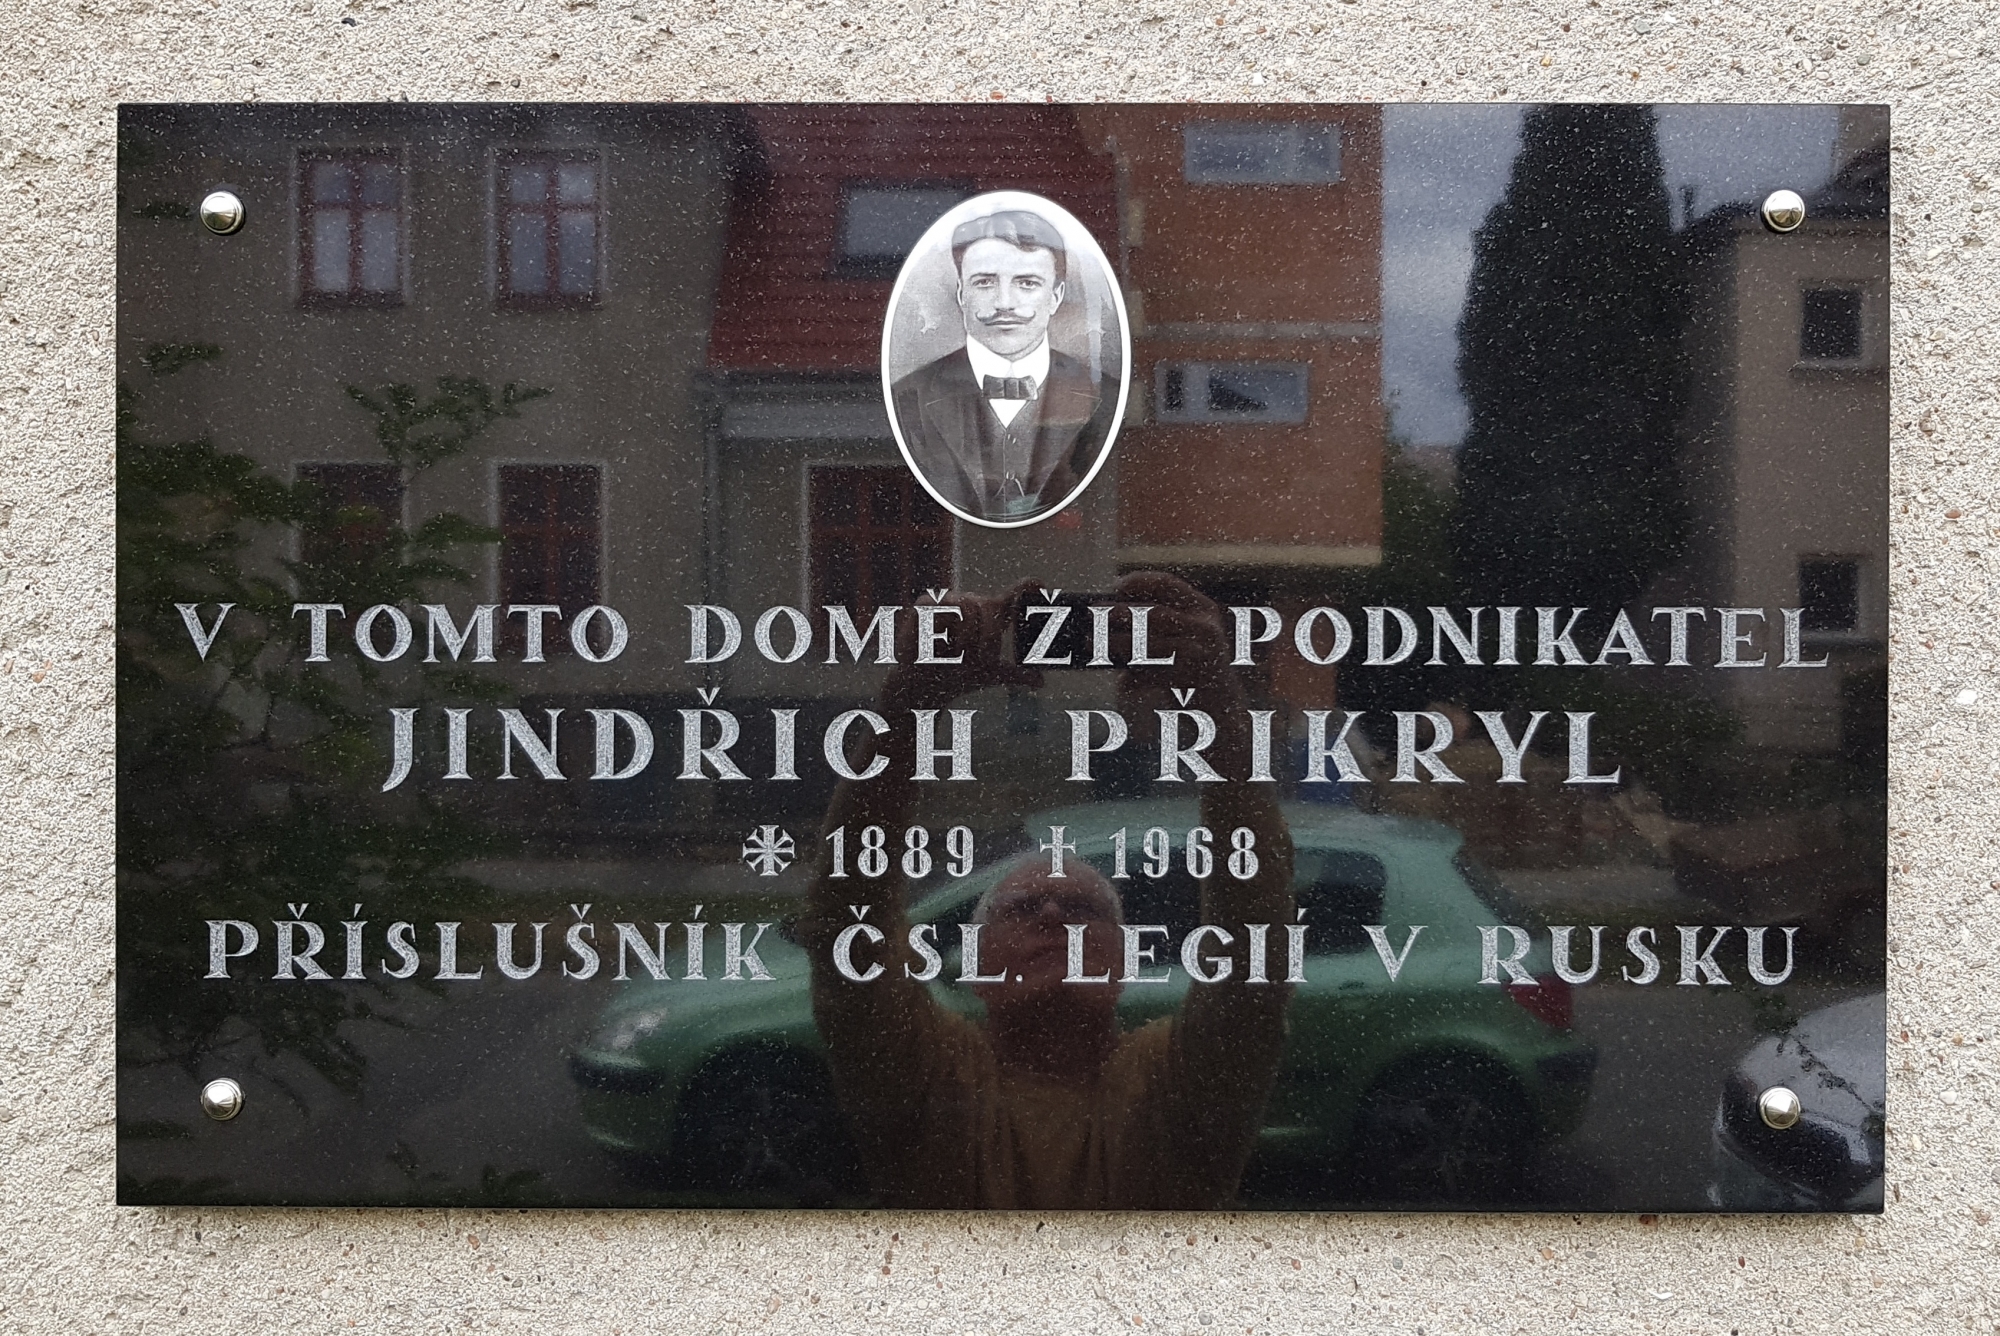 V TOMTO DOMĚ ŽIL PODNIKATEL
JINDŘICH PŘIKRYL
* 1889 † 1968
PŘÍSLUŠNÍK ČSL. LEGIÍ V RUSKU